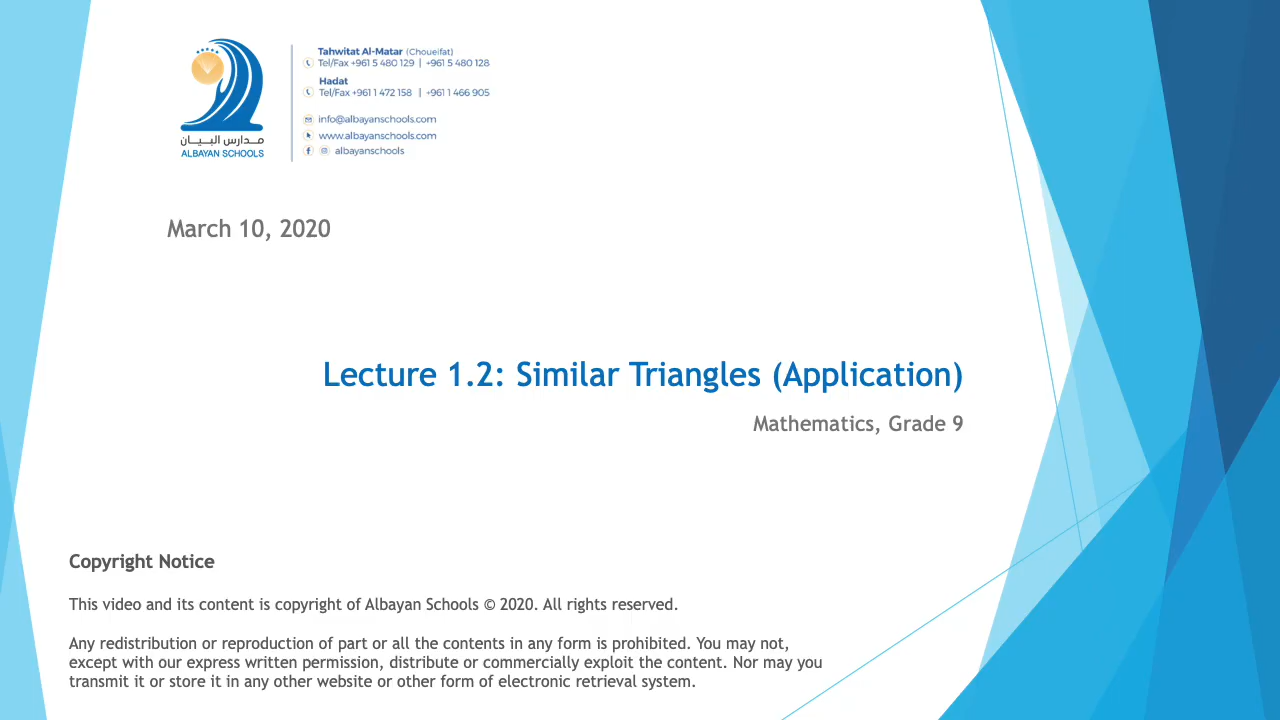 Tahwitat Al-Matar (Choueifat)
Tel/Fax +961 5 480 129 | +961 5 480 128
Hadat
Tel/Fax +961 1 472 158 | +961 1 466 905
info@albayanschools.com
www.albayanschools.com
albayanschools
مدارس البيان
ALBAYAN SCHOOLS
March 10, 2020
Lecture 1.2: Similar Triangles (Application)
Mathematics, Grade 9
Copyright Notice
This video and its content is copyright of Albayan Schools © 2020. All rights reserved.
Any redistribution or reproduction of part or all the contents in any form is prohibited. You may not,
except with our express written permission, distribute or commercially exploit the content. Nor may you
transmit it or store it in any other website or other form of electronic retrieval system.